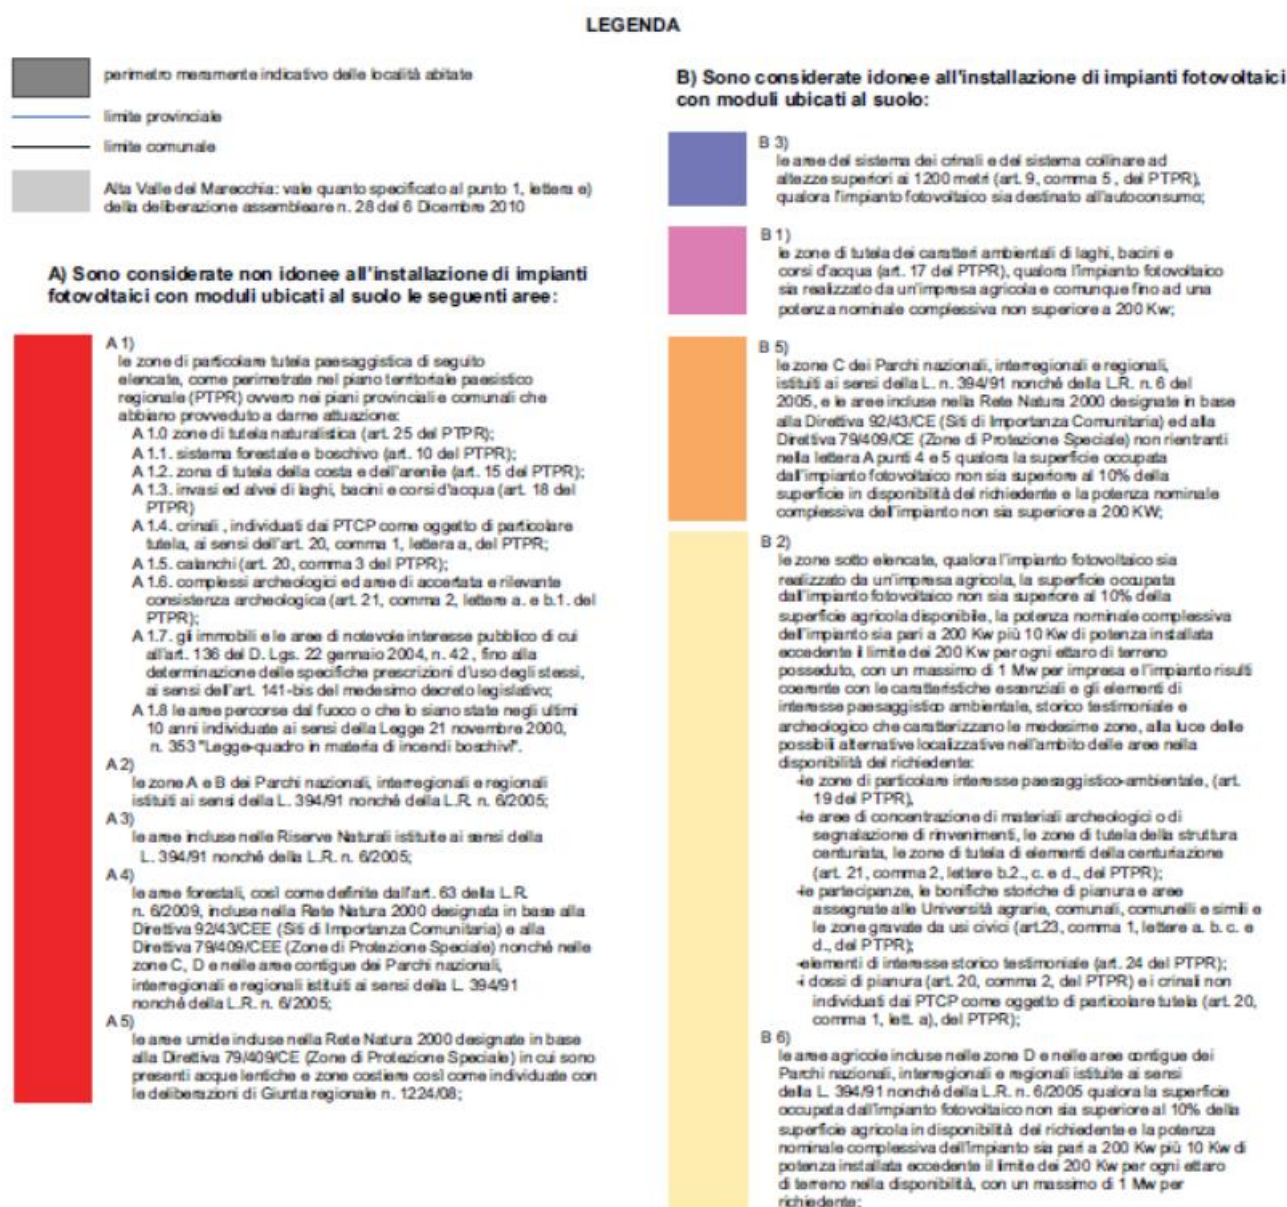 LEGENDA
perimetro meramente indicativo delle località abitate
limite provinciale
limite comunale
Alta Valle del Marecchia: vale quanto specificato al punto 1, lettera e)
della deliberazione assembleare n. 28 del 6 Dicembre 2010
A) Sono considerate non idonee all'installazione di impianti
fotovoltaici con moduli ubicati al suolo le seguenti aree:
A 1)
le zone di particolare tutela paesaggistica di seguito
elencate, come perimetrate nel piano territoriale paesistico
regionale (PTPR) ovvero nei piani provinciali e comunali che
abbiano provveduto a darne attuazione:
A 1.0 zone di tutela naturalistica (art. 25 del PTPR);
A 1.1. sistema forestale e boschivo (art. 10 del PTPR);
A 1.2. zona di tutela della costa e dell'arenile (art. 15 del PTPR);
A 1.3. invasi ed alvei di laghi, bacini e corsi d'acqua (art. 18 del
PTPR)
A 1.4. crinali , individuati dai PTCP come oggetto di particolare
tutela, ai sensi dell'art. 20, comma 1, lettera a, del PTPR;
A 1.5. calanchi (art. 20, comma 3 del PTPR);
A 1.6. complessi archeologici ed aree di accertata e rilevante
consistenza archeologica (art. 21, comma 2, lettere a. e b.1. del
PTPR);
A 1.7. gli immobili e le aree di notevole interesse pubblico di cui
all'art. 136 del D. Lgs. 22 gennaio 2004, n. 42 , fino alla
determinazione delle specifiche prescrizioni d'uso degli stessi,
ai sensi dell'art. 141-bis del medesimo decreto legislativo;
A 1.8 le aree percorse dal fuoco o che lo siano state negli ultimi
10 anni individuate ai sensi della Legge 21 novembre 2000,
n. 353 "Legge-quadro in materia di incendi boschivi".
A 2)
le zone A e B dei Parchi nazionali, interregionali e regionali
istituiti ai sensi della L. 394/91 nonché della L.R. n. 6/2005;
A 3)
le aree incluse nelle Riserve Naturali istituite ai sensi della
L. 394/91 nonché della L.R. n. 6/2005;
A 4)
le aree forestali, così come definite dall'art. 63 della L.R.
n. 6/2009, incluse nella Rete Natura 2000 designata in base alla
Direttiva 92/43/CEE (Siti di Importanza Comunitaria) e alla
Direttiva 79/409/CEE (Zone di Protezione Speciale) nonché nelle
zone C, D e nelle aree contigue dei Parchi nazionali,
interregionali e regionali istituiti ai sensi della L. 394/91
nonché della L.R. n. 6/2005;
A 5)
le aree umide incluse nella Rete Natura 2000 designate in base
alla Direttiva 79/409/CE (Zone di Protezione Speciale) in cui sono
presenti acque lentiche e zone costiere così come individuate con
le deliberazioni di Giunta regionale n. 1224/08;
B) Sono considerate idonee all'installazione di impianti fotovoltaici
con moduli ubicati al suolo:
B 3)
le aree del sistema dei crinali e del sistema collinare ad
altezze superiori ai 1200 metri (art. 9, comma 5 , del PTPR),
qualora l'impianto fotovoltaico sia destinato all'autoconsumo;
B 1)
le zone di tutela dei caratteri ambientali di laghi, bacini e
corsi d'acqua (art. 17 del PTPR), qualora l'impianto fotovoltaico
sia realizzato da un'impresa agricola e comunque fino ad una
potenza nominale complessiva non superiore a 200 Kw;
B 5)
le zone C dei Parchi nazionali, interregionali e regionali,
istituiti ai sensi della L. n. 394/91 nonché della L.R. n. 6 del
2005, e le aree incluse nella Rete Natura 2000 designate in base
alla Direttiva 92/43/CE (Siti di Importanza Comunitaria) ed alla
Direttiva 79/409/CE (Zone di Protezione Speciale) non rientranti
nella lettera A punti 4 e 5 qualora la superficie occupata
dall'impianto fotovoltaico non sia superiore al 10% della
superficie in disponibilità del richiedente e la potenza nominale
complessiva dell'impianto non sia superiore a 200 KW;
B 2)
le zone sotto elencate, qualora l'impianto fotovoltaico sia
realizzato da un'impresa agricola, la superficie occupata
dall'impianto fotovoltaico non sia superiore al 10% della
superficie agricola disponibile, la potenza nominale complessiva
dell'impianto sia pari a 200 Kw più 10 Kw di potenza installata
eccedente il limite dei 200 Kw per ogni ettaro di terreno
posseduto, con un massimo di 1 Mw per impresa e l'impianto risulti
coerente con le caratteristiche essenziali e gli elementi di
interesse paesaggistico ambientale, storico testimoniale e
archeologico che caratterizzano le medesime zone, alla luce delle
possibili alternative localizzative nell'ambito delle aree nella
disponibilità del richiedente:
-le zone di particolare interesse paesaggistico-ambientale, (art.
19 del PTPR),
-le aree di concentrazione di materiali archeologici o di
segnalazione di rinvenimenti, le zone di tutela della struttura
centuriata, le zone di tutela di elementi della centuriazione
(art. 21, comma 2, lettere b.2., c. e d., del PTPR);
-le partecipanze, le bonifiche storiche di pianura e aree
assegnate alle Università agrarie, comunali, comunelli e simili e
le zone gravate da usi civici (art.23, comma 1, lettere a. b. c. e
d., del PTPR);
-elementi di interesse storico testimoniale (art. 24 del PTPR);
-i dossi di pianura (art. 20, comma 2, del PTPR) e i crinali non
individuati dai PTCP come oggetto di particolare tutela (art. 20,
comma 1, lett. a), del PTPR);
B 6)
le aree agricole incluse nelle zone D e nelle aree contigue dei
Parchi nazionali, interregionali e regionali istituite ai sensi
della L. 394/91 nonché della L.R. n. 6/2005 qualora la superficie
occupata dall'impianto fotovoltaico non sia superiore al 10% della
superficie agricola in disponibilità del richiedente e la potenza
nominale complessiva dell'impianto sia pari a 200 Kw più 10 Kw di
potenza installata eccedente il limite dei 200 Kw per ogni ettaro
di terreno nella disponibilità, con un massimo di 1 Mw per
richiedente;